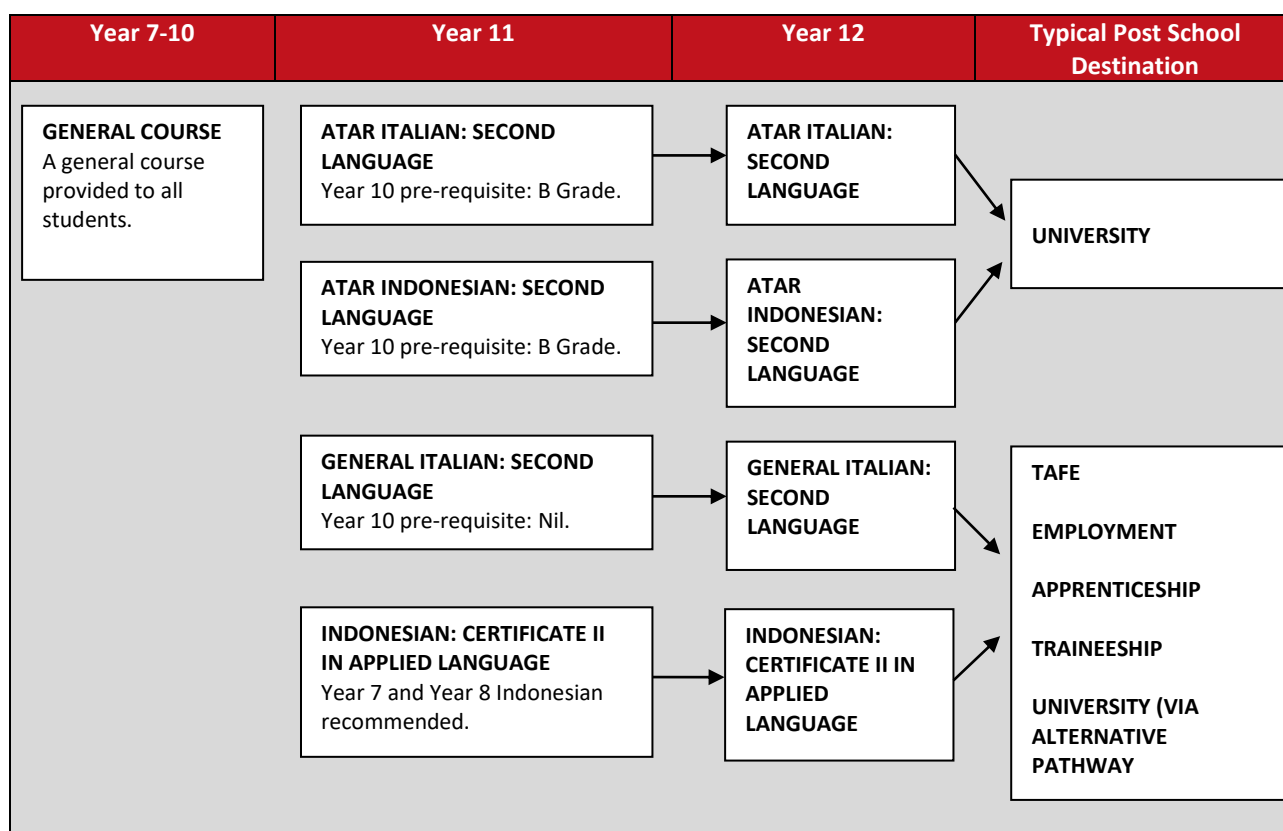 Year 7-10
Year 11
Year 12
Typical Post School
Destination
GENERAL COURSE
A general course
provided to all
students.
ATAR ITALIAN: SECOND
LANGUAGE
Year 10 pre-requisite: B Grade.
ATAR ITALIAN:
SECOND
LANGUAGE
UNIVERSITY
ATAR INDONESIAN: SECOND
LANGUAGE
Year 10 pre-requisite: B Grade.
ATAR
INDONESIAN:
SECOND
LANGUAGE
GENERAL ITALIAN: SECOND
LANGUAGE
Year 10 pre-requisite: Nil.
GENERAL ITALIAN:
SECOND
LANGUAGE
INDONESIAN: CERTIFICATE II
IN APPLIED LANGUAGE
Year 7 and Year 8 Indonesian
recommended.
INDONESIAN:
CERTIFICATE II IN
APPLIED
LANGUAGE
TAFE
EMPLOYMENT
APPRENTICESHIP
TRAINEESHIP
UNIVERSITY (VIA
ALTERNATIVE
PATHWAY